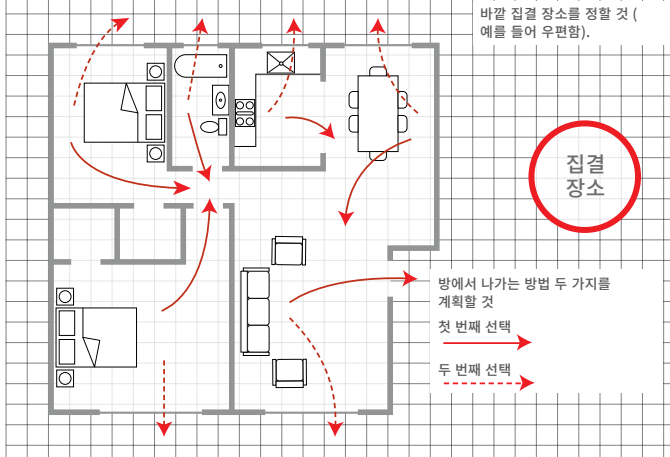 바깥 집결 장소를 정할 것 (
예를 들어 우편함).
집결
장소
방에서 나가는 방법 두 가지를
계획할 것
첫 번째 선택
두 번째 선택